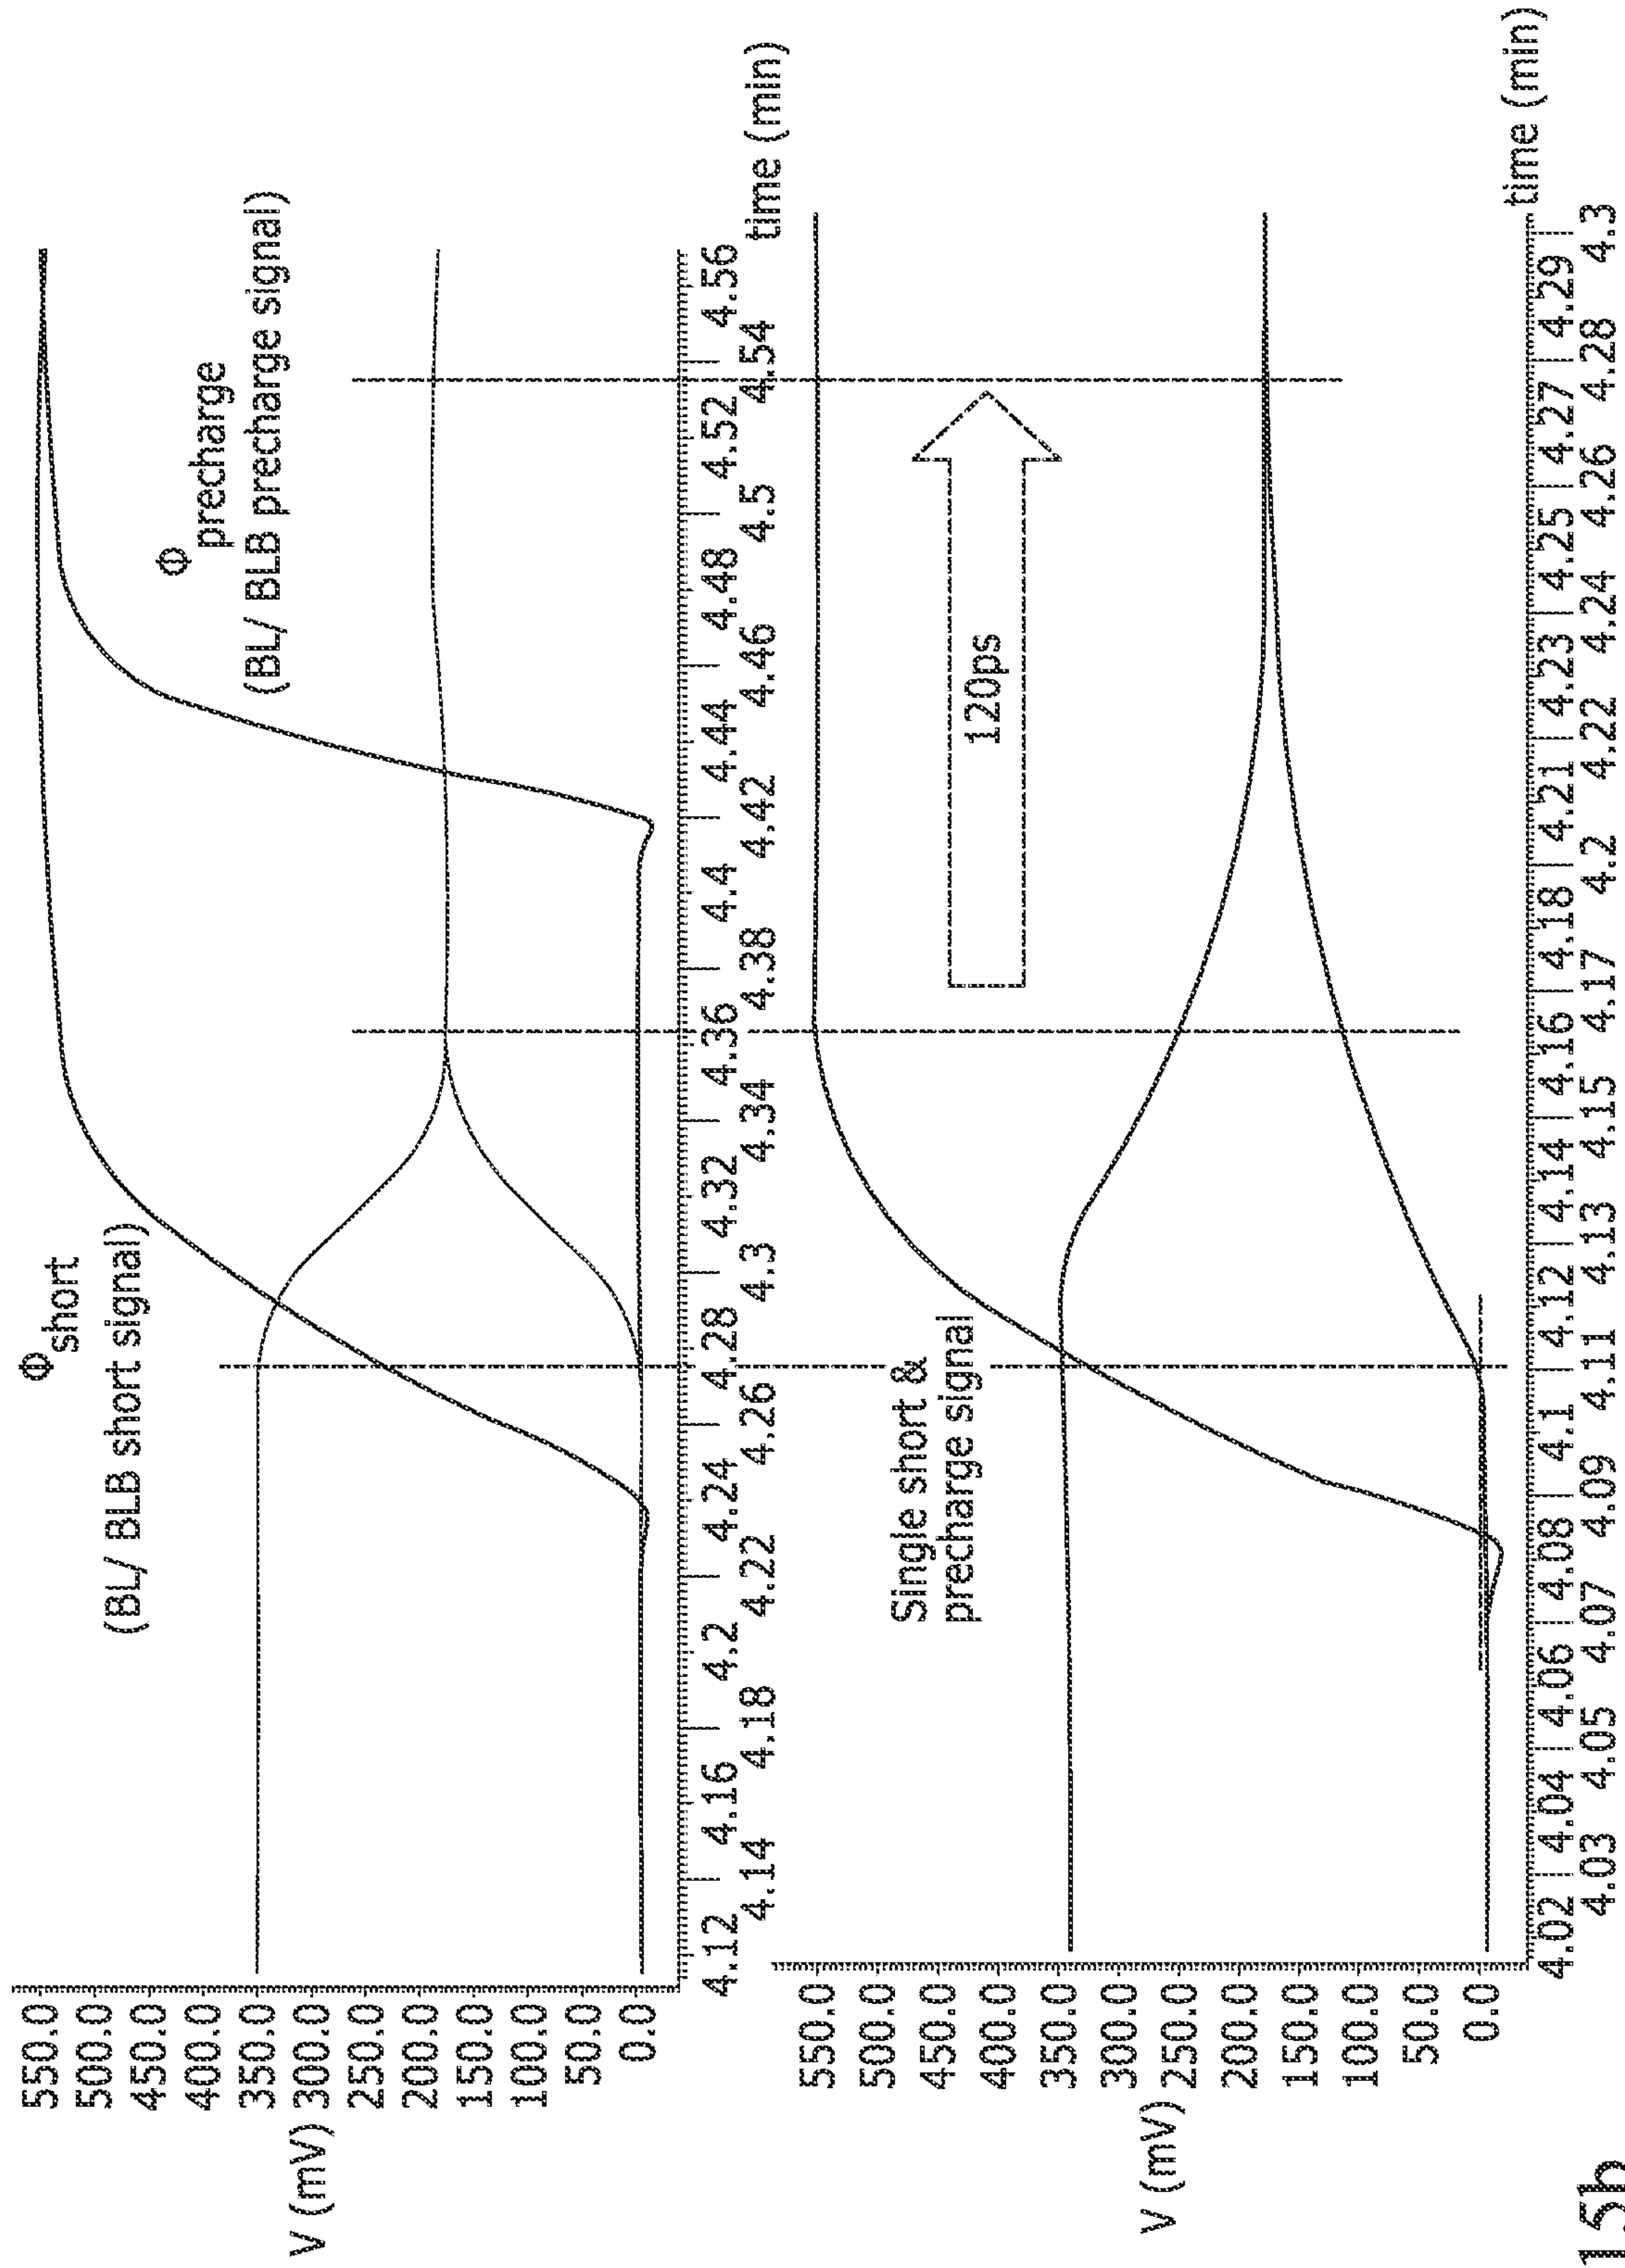 Φ short
(BL/ BLB short signal)
Φ precharge
(BL/ BLB precharge signal)
V (mV)
550.0
500.0
450.0
400.0
350.0
300.0
250.0
200.0
150.0
100.0
50.0
0.0
4.12 4.16 4.2 4.24 4.28 4.32 4.36 4.4 4.44 4.48 4.52 4.56
4.14 4.18 4.22 4.26 4.3 4.34 4.38 4.42 4.46 4.5 4.54
time (min)
Single short &
precharge signal
120ps
V (mV)
550.0
500.0
450.0
400.0
350.0
300.0
250.0
200.0
150.0
100.0
50.0
0.0
4.02 4.04 4.06 4.08 4.1 4.12 4.14 4.16 4.18 4.21 4.23 4.25 4.27 4.29
4.03 4.05 4.07 4.09 4.11 4.13 4.15 4.17 4.2 4.22 4.24 4.26 4.28 4.3
time (min)
15b